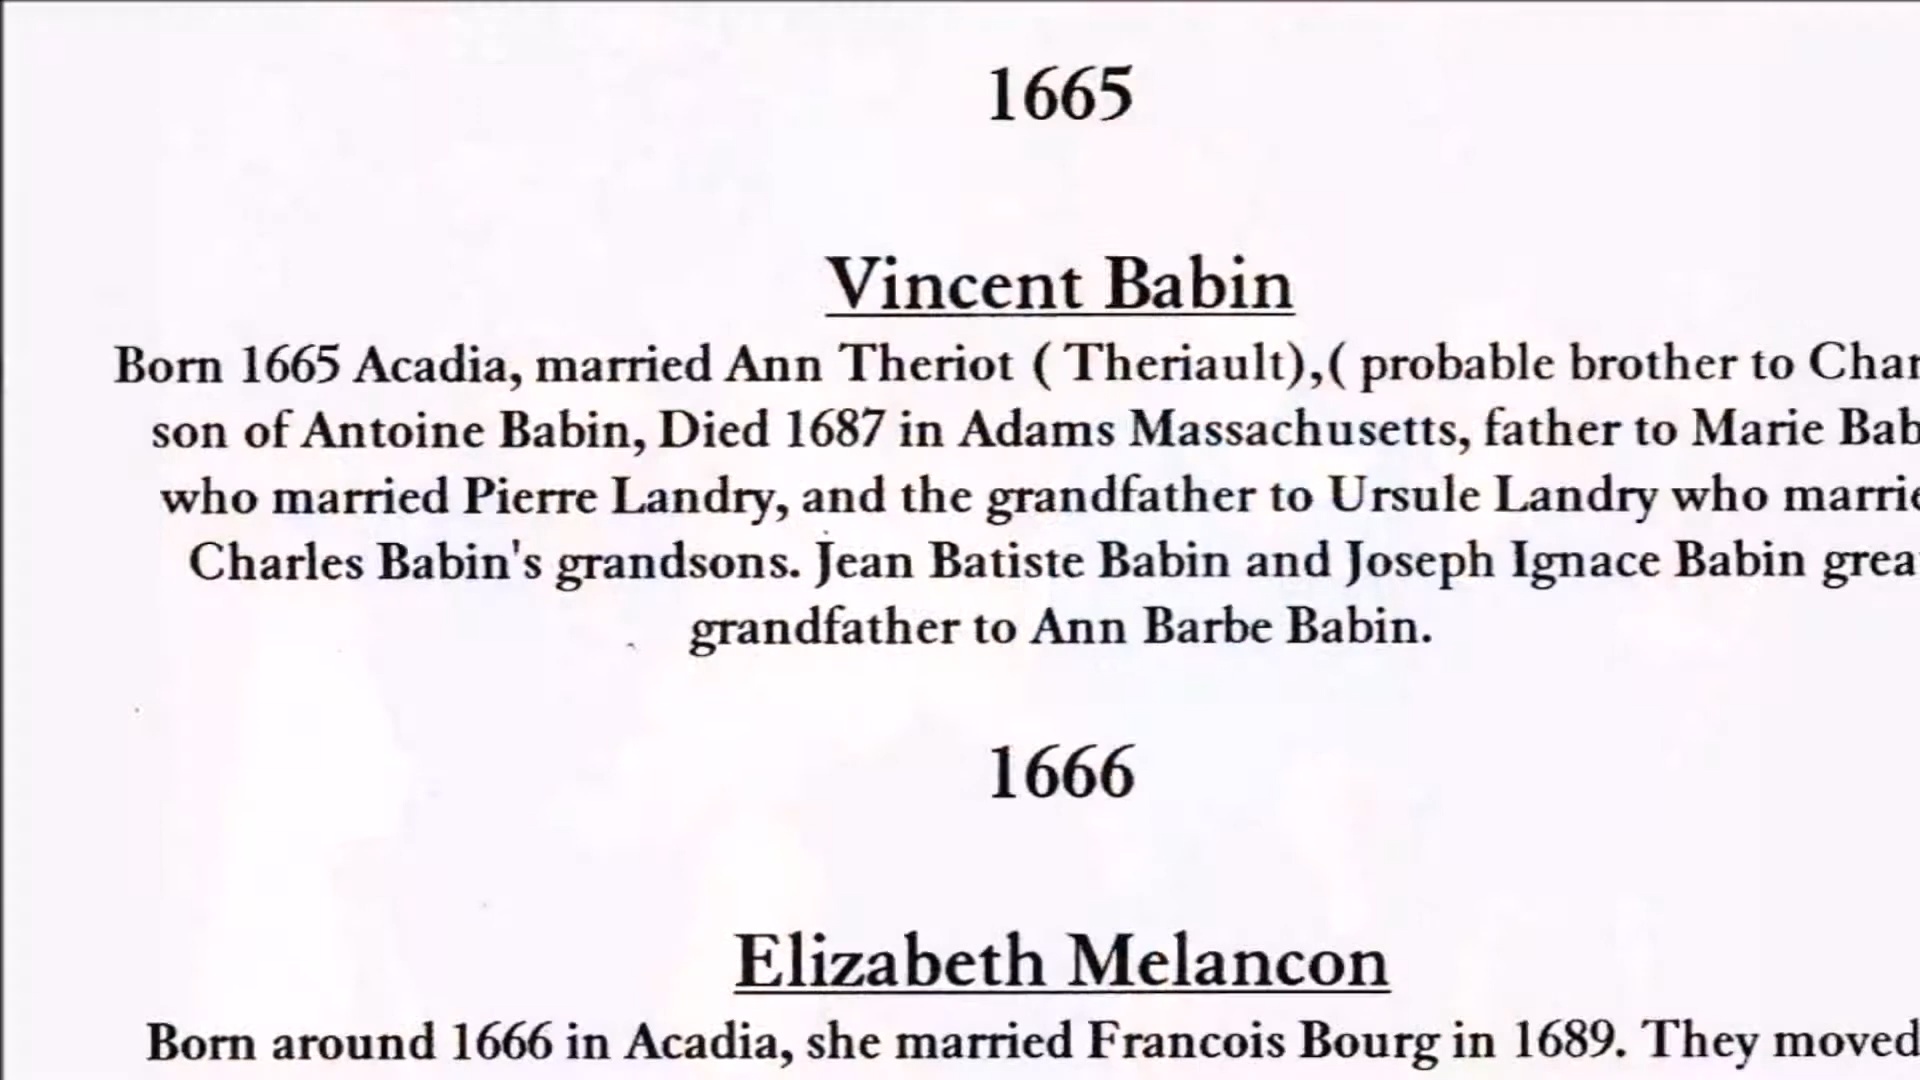 1665
Vincent Babin
Born 1665 Acadia, married Ann Theriot ( Theriault),( probable brother to
son of Antoine Babin, Died 1687 in Adams Massachusetts, father to Marie
who married Pierre Landry, and the grandfather to Ursule Landry who
Charles Babin's grandsons. Jean Batiste Babin and Joseph Ignace Babin
grandfather to Ann Barbe Babin.
1666
Elizabeth Melancon
Born around 1666 in Acadia, she married Francois Bourg in 1689. They moved